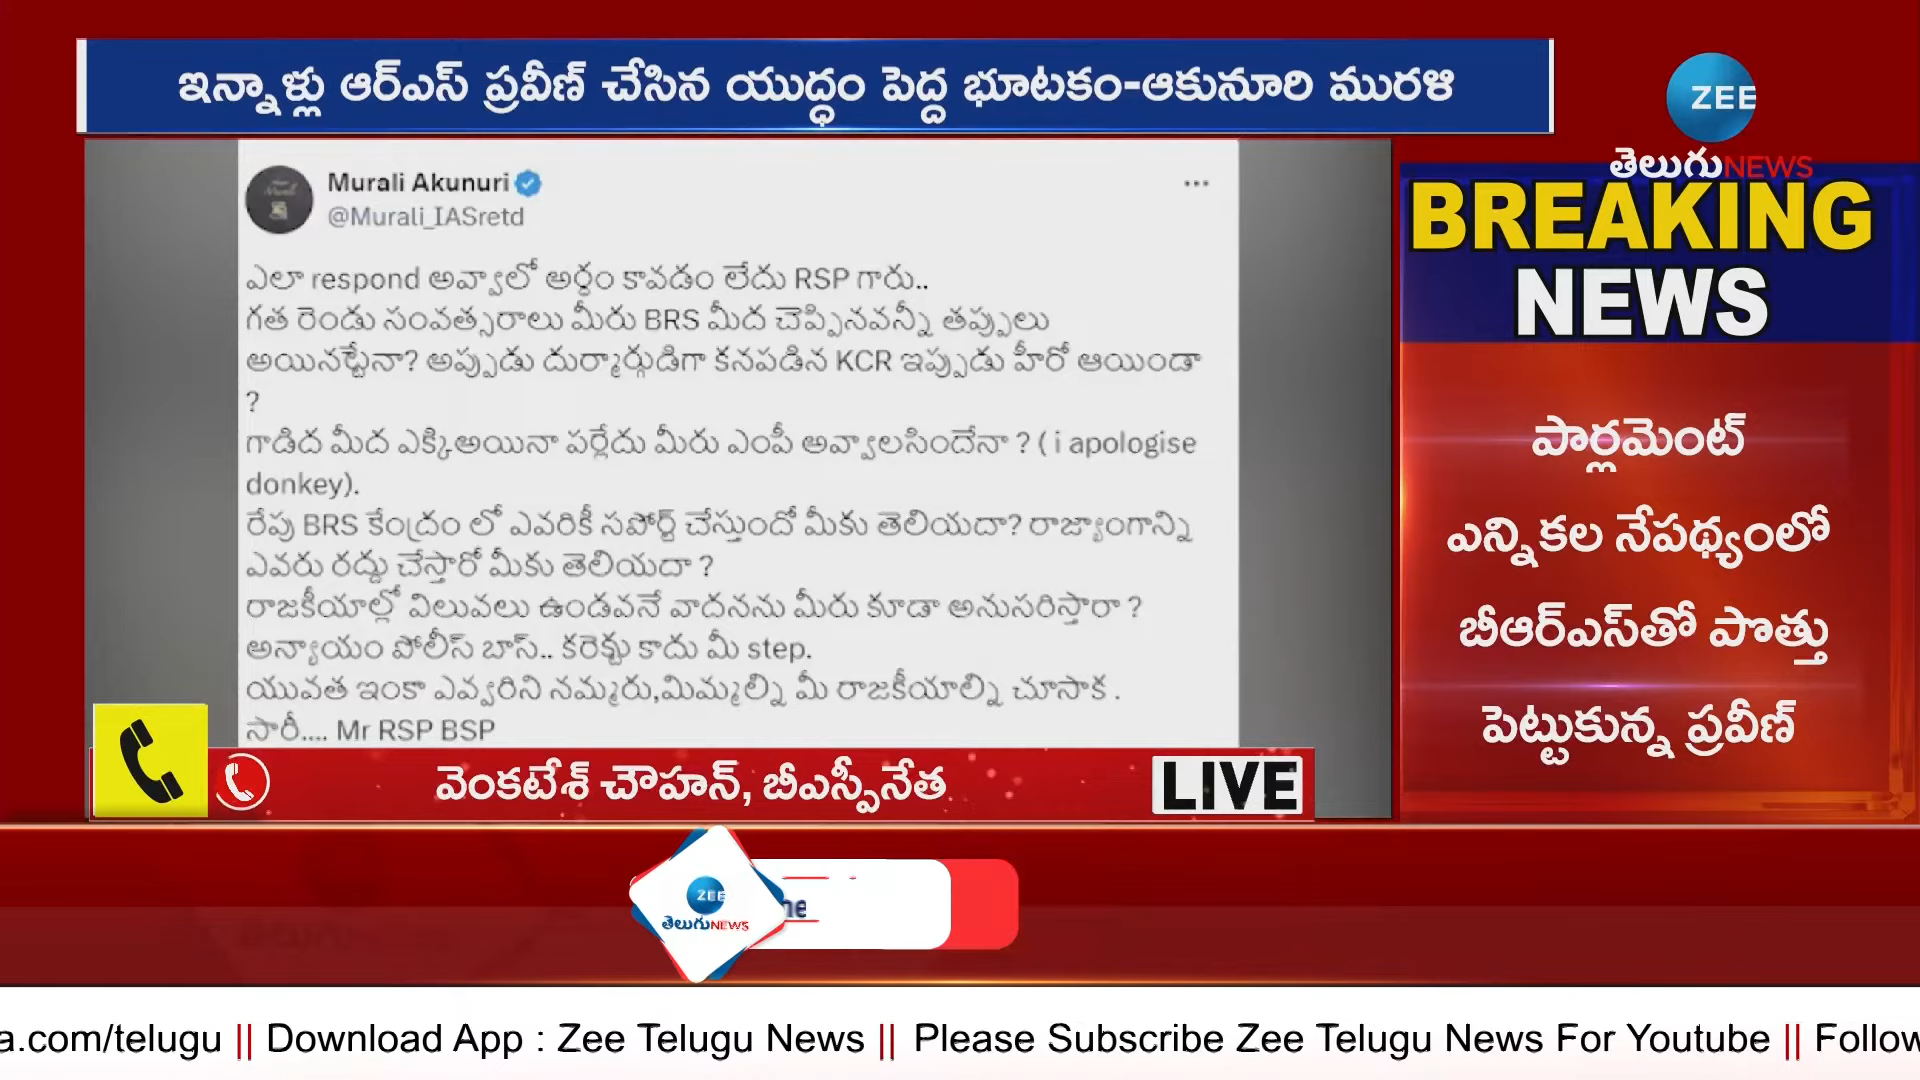 ఇన్నాళ్లు ఆర్ఎస్ ప్రవీణ్ చేసిన యుద్ధం పెద్ద భూటకం-ఆకునూరి మురళి
ZEE
తెలుగుNEWS
BREAKING
NEWS
Murali Akunuri
@Murali_IASretd
ఎలా respond అవ్వాలో అర్థం కావడం లేదు RSP గారు..
గత రెండు సంవత్సరాలు మీరు BRS మీద చెప్పినవన్నీ తప్పులు
అయినట్టేనా? అప్పుడు దుర్మార్గుడిగా కనపడిన KCR ఇప్పుడు హీరో ఆయిండా
?
గాడిద మీద ఎక్కిఅయినా పర్లేదు మీరు ఎంపీ అవ్వాలసిందేనా ? ( i apologise
donkey).
రేపు BRS కేంద్రం లో ఎవరికీ సపోర్ట్ చేస్తుందో మీకు తెలియదా? రాజ్యాంగాన్ని
ఎవరు రద్దు చేస్తారో మీకు తెలియదా ?
రాజకీయాల్లో విలువలు ఉండవనే వాదనను మీరు కూడా అనుసరిస్తారా ?
అన్యాయం పోలీస్ బాస్.. కరెక్టు కాదు మీ step.
యువత ఇంకా ఎవ్వరిని నమ్మరు,మిమ్మల్ని మీ రాజకీయాల్ని చూసాక .
సారీ.... Mr RSP BSP
పార్లమెంట్
ఎన్నికల నేపథ్యంలో
బీఆర్ఎస్‌తో పొత్తు
పెట్టుకున్న ప్రవీణ్
వెంకటేశ్ చౌహన్, బీఎస్పీనేత
LIVE
ZEE
తెలుగుNEWS
a.com/telugu || Download App : Zee Telugu News || Please Subscribe Zee Telugu News For Youtube || Follow